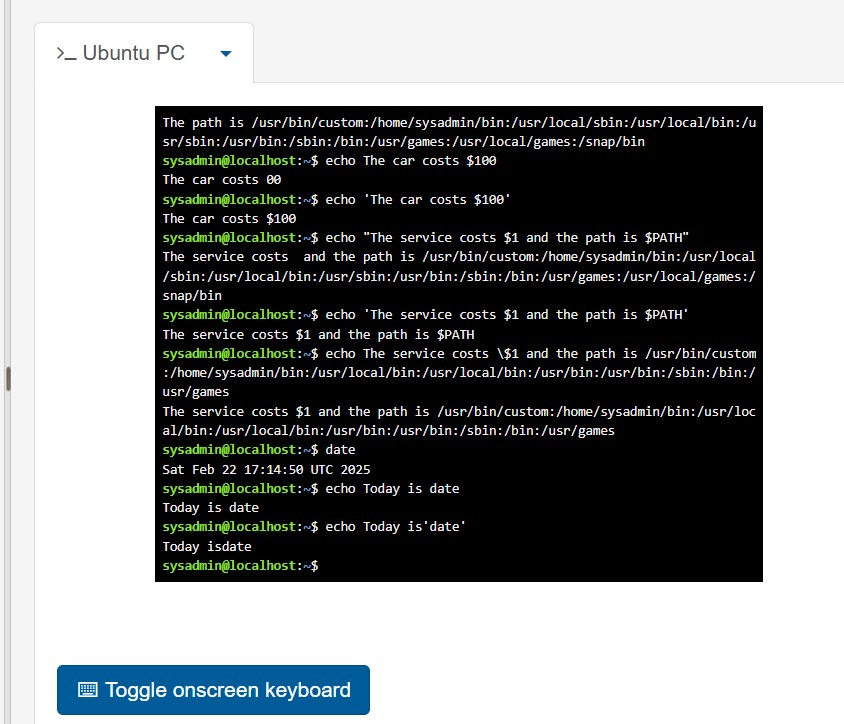 >_ Ubuntu PC
The path is /usr/bin/custom:/home/sysadmin/bin:/usr/local/sbin:/usr/local/bin:/u
sr/sbin:/usr/bin:/sbin:/bin:/usr/games:/usr/local/games:/snap/bin
sysadmin@localhost:~$ echo The car costs $100
The car costs 00
sysadmin@localhost:~$ echo 'The car costs $100'
The car costs $100
sysadmin@localhost:~$ echo "The service costs $1 and the path is $PATH"
The service costs  and the path is /usr/bin/custom:/home/sysadmin/bin:/usr/local
/sbin:/usr/local/bin:/usr/sbin:/usr/bin:/sbin:/bin:/usr/games:/usr/local/games:/
snap/bin
sysadmin@localhost:~$ echo 'The service costs $1 and the path is $PATH'
The service costs $1 and the path is $PATH
sysadmin@localhost:~$ echo The service costs \$1 and the path is /usr/bin/custom
:/home/sysadmin/bin:/usr/local/bin:/usr/local/bin:/usr/bin:/usr/bin:/sbin:/bin:/
usr/games
The service costs $1 and the path is /usr/bin/custom:/home/sysadmin/bin:/usr/loc
al/bin:/usr/local/bin:/usr/bin:/usr/bin:/sbin:/bin:/usr/games
sysadmin@localhost:~$ date
Sat Feb 22 17:14:50 UTC 2025
sysadmin@localhost:~$ echo Today is date
Today is date
sysadmin@localhost:~$ echo Today is'date'
Today isdate
sysadmin@localhost:~$
Toggle onscreen keyboard